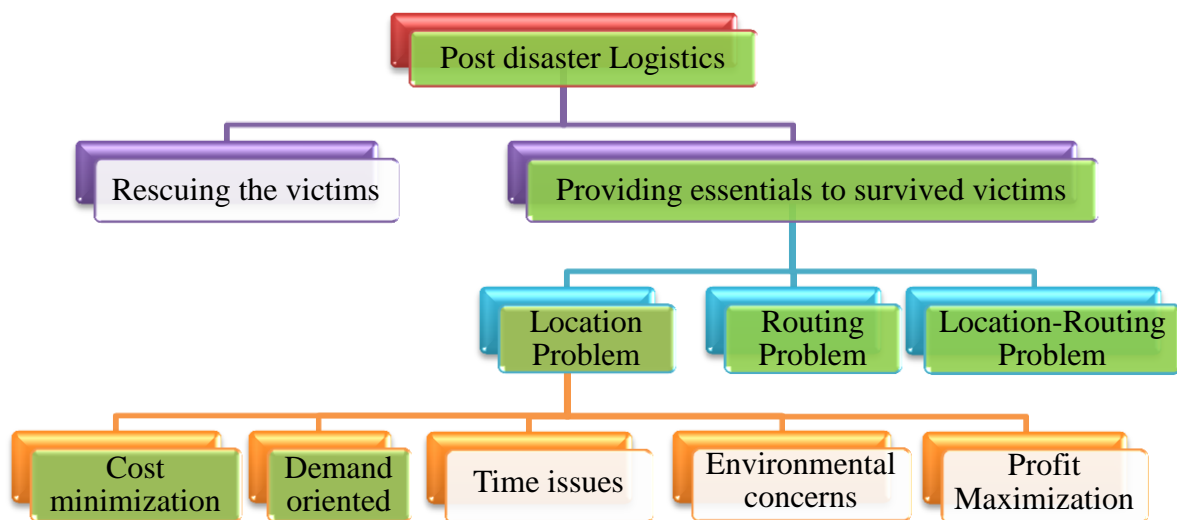 Post disaster Logistics
Rescuing the victims
Providing essentials to survived victims
Location
Problem
Routing
Problem
Location-Routing
Problem
Cost
minimization
Demand
oriented
Time issues
Environmental
concerns
Profit
Maximization